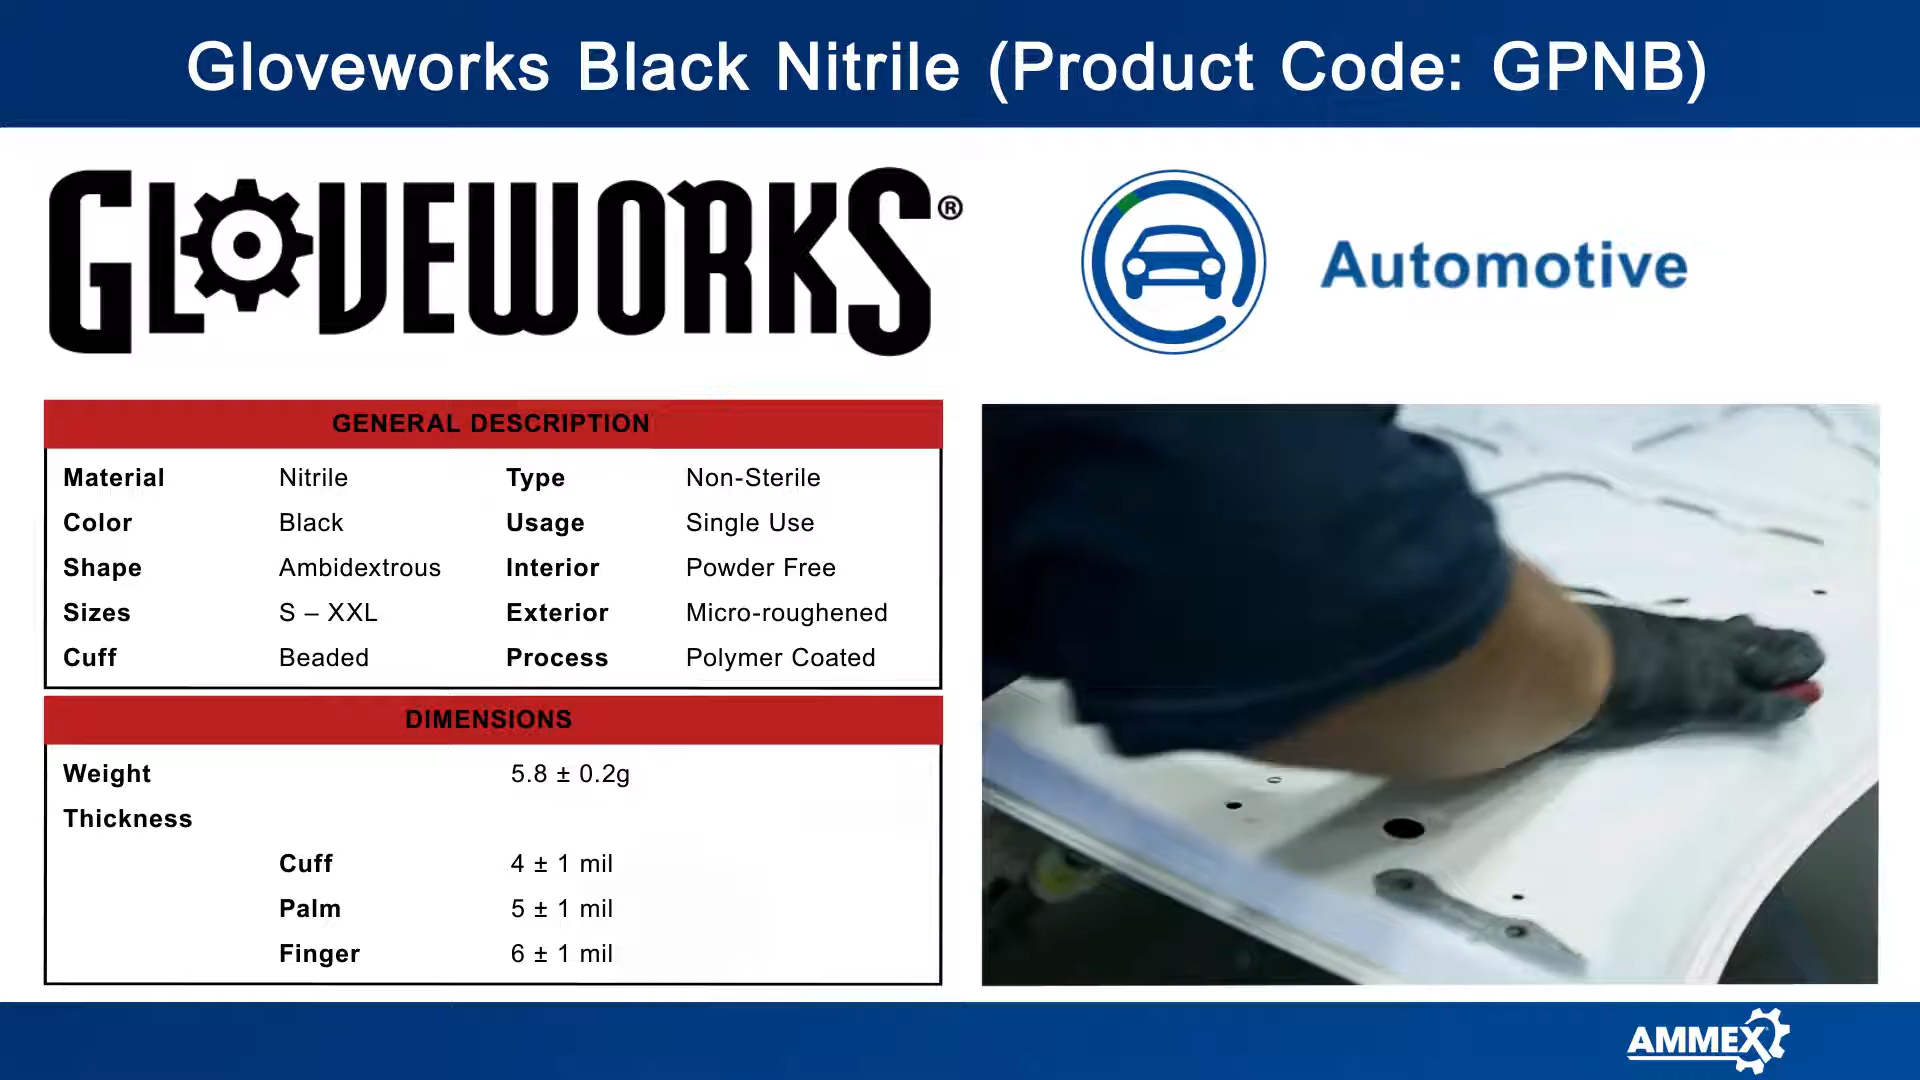 Gloveworks Black Nitrile (Product Code: GPNB)
GLOVEWORKS®
Automotive
GENERAL DESCRIPTION
Material Nitrile Type Non-Sterile
Color Black Usage Single Use
Shape Ambidextrous Interior Powder Free
Sizes S – XXL Exterior Micro-roughened
Cuff Beaded Process Polymer Coated
DIMENSIONS
Weight 5.8 ± 0.2g
Thickness
Cuff 4 ± 1 mil
Palm 5 ± 1 mil
Finger 6 ± 1 mil
AMMEX